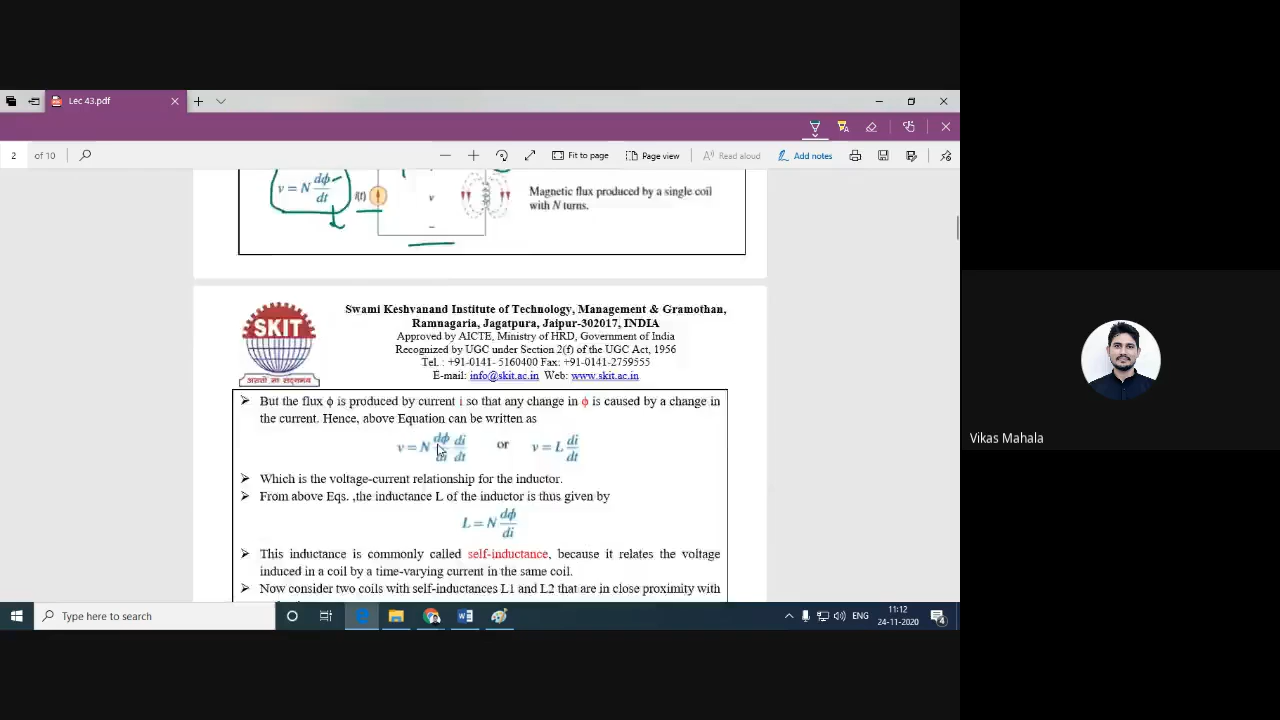 Lec 43.pdf
2 of 10
Fit to page
Page view
Read aloud
Add notes
v = N dϕ/dt
i(t)
v
−
Magnetic flux produced by a single coil
with N turns.
SKIT
असतो मा सद्गमय
Swami Keshvanand Institute of Technology, Management & Gramothan,
Ramnagaria, Jagatpura, Jaipur-302017, INDIA
Approved by AICTE, Ministry of HRD, Government of India
Recognized by UGC under Section 2(f) of the UGC Act, 1956
Tel. : +91-0141- 5160400 Fax: +91-0141-2759555
E-mail: info@skit.ac.in Web: www.skit.ac.in
➢ But the flux ϕ is produced by current i so that any change in ϕ is caused by a change in
the current. Hence, above Equation can be written as
v = N dϕ/di di/dt or v = L di/dt
➢ Which is the voltage-current relationship for the inductor.
➢ From above Eqs. ,the inductance L of the inductor is thus given by
L = N dϕ/di
➢ This inductance is commonly called self-inductance, because it relates the voltage
induced in a coil by a time-varying current in the same coil.
➢ Now consider two coils with self-inductances L1 and L2 that are in close proximity with
Vikas Mahala
Type here to search
ENG
11:12
24-11-2020
4